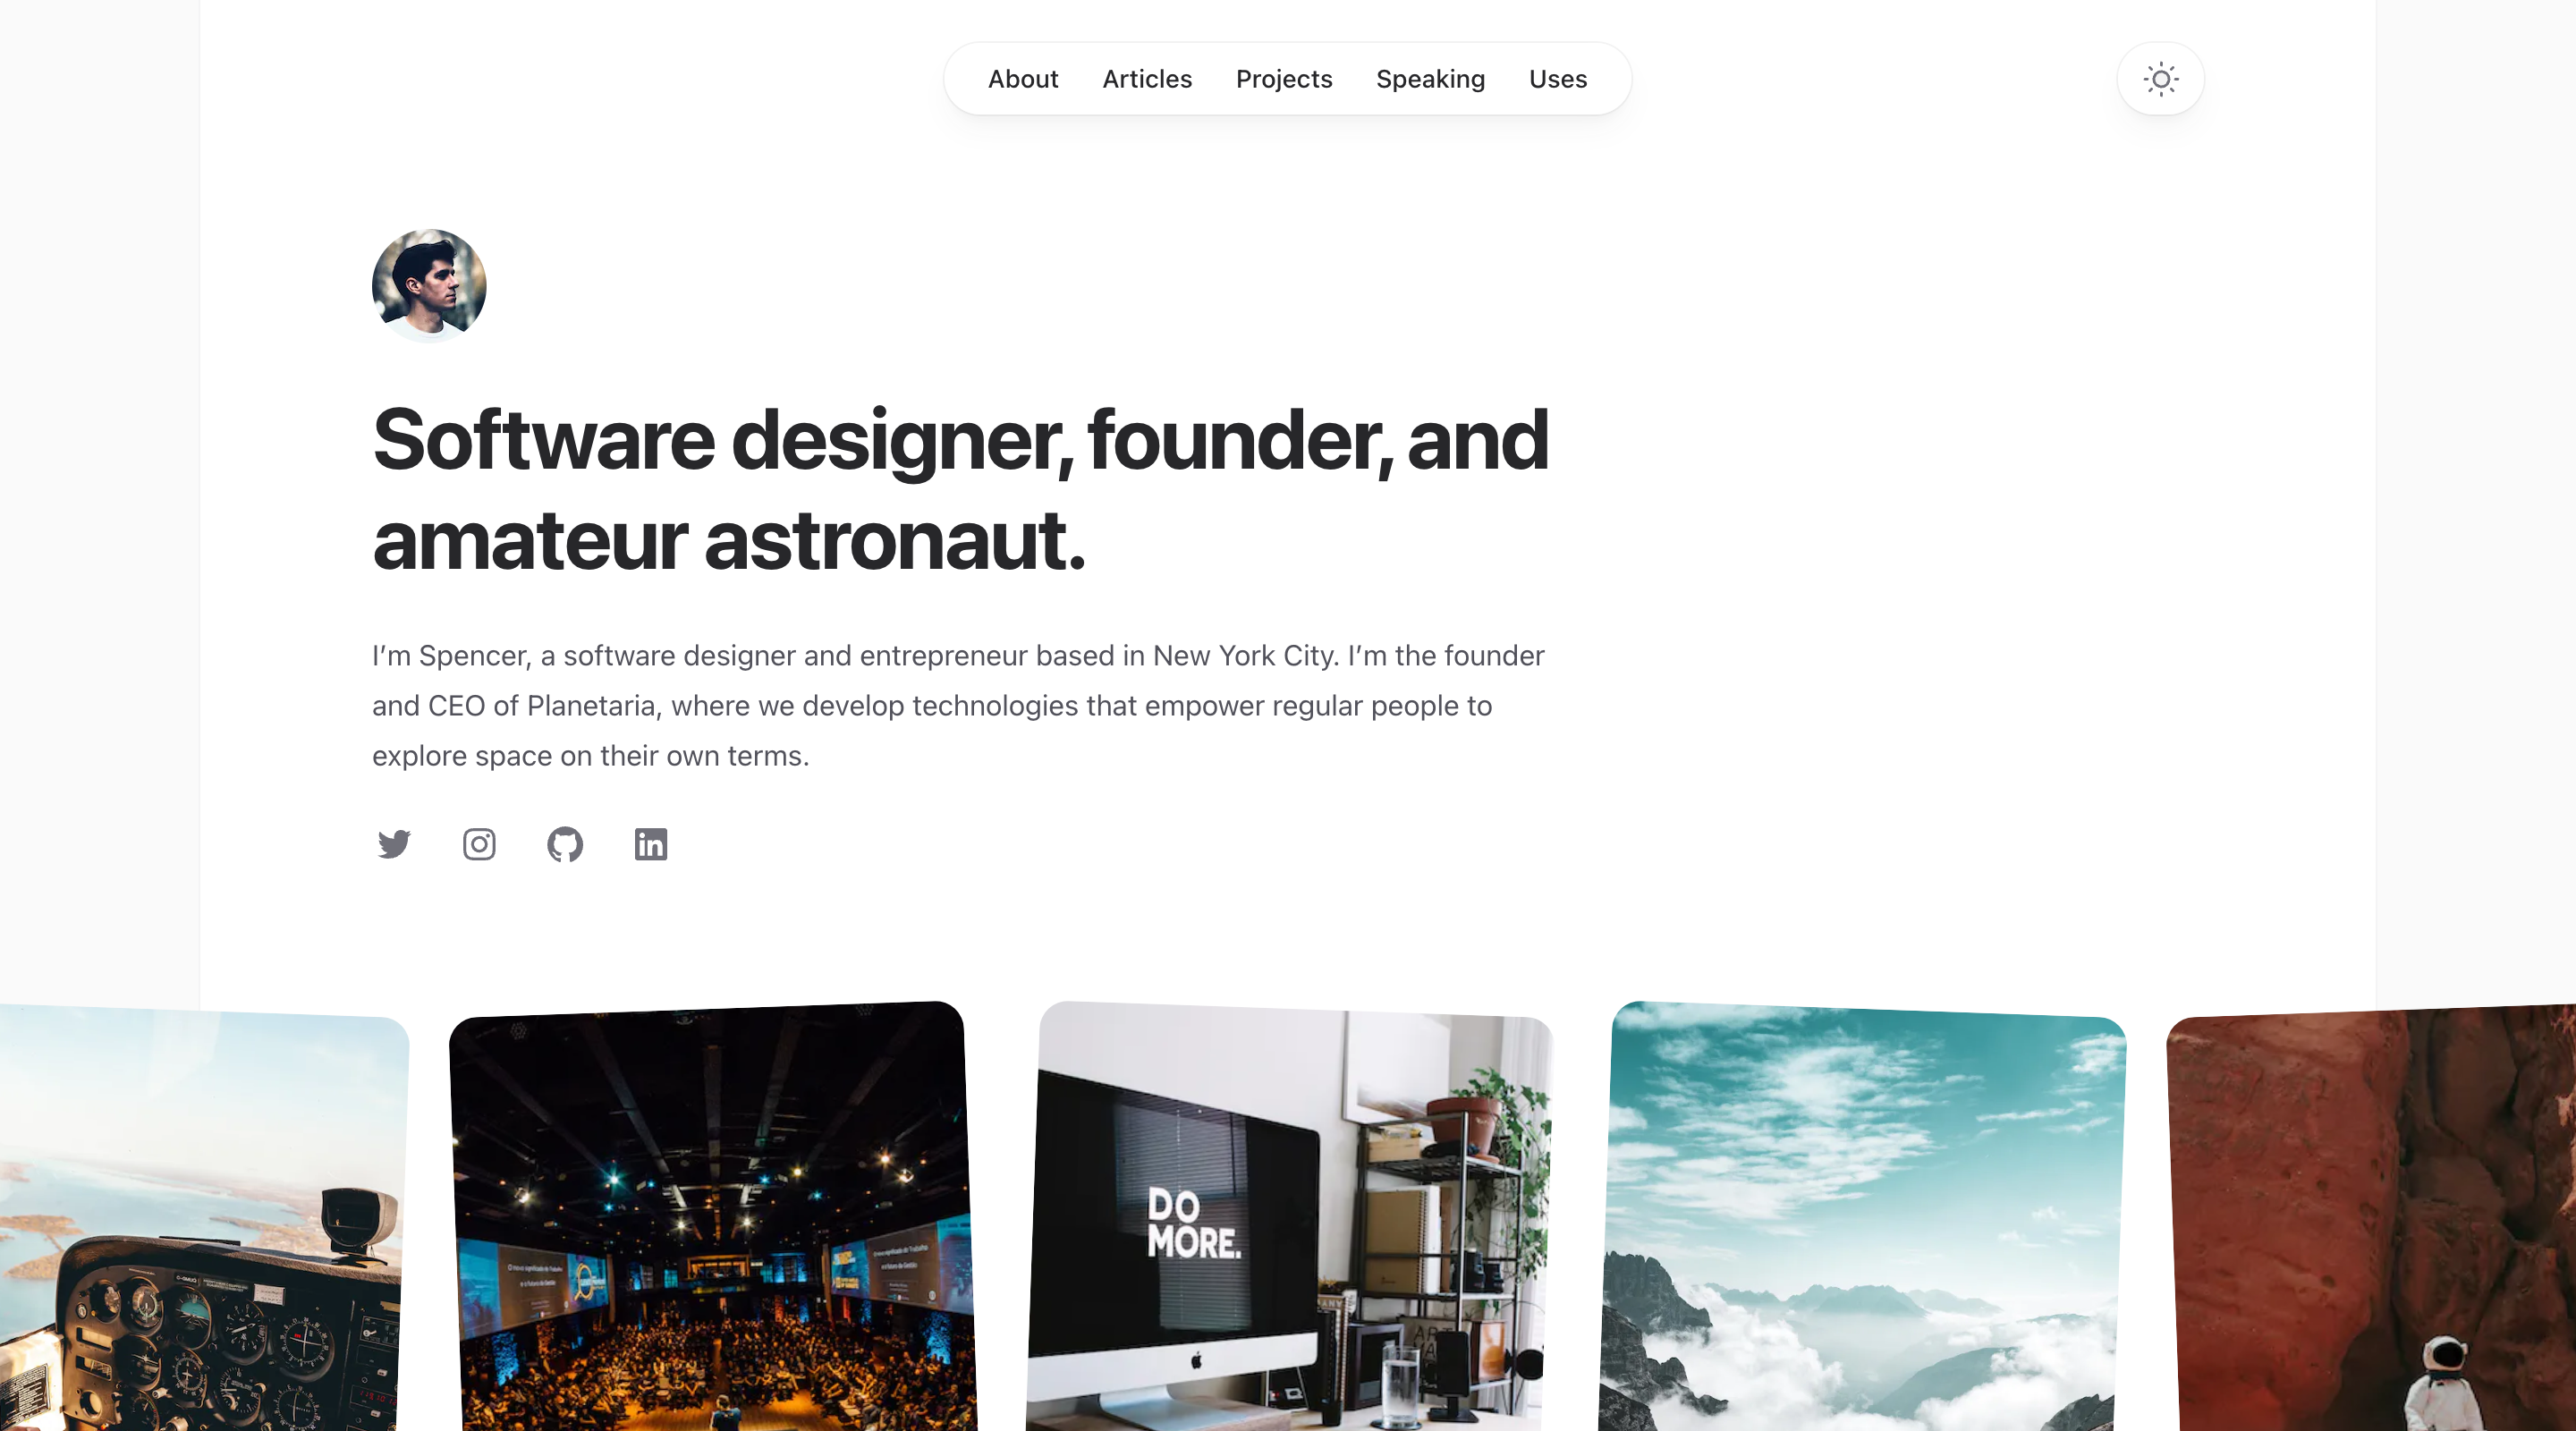 About Articles Projects Speaking Uses
Software designer, founder, and
amateur astronaut.
I’m Spencer, a software designer and entrepreneur based in New York City. I’m the founder
and CEO of Planetaria, where we develop technologies that empower regular people to
explore space on their own terms.
DO
MORE.